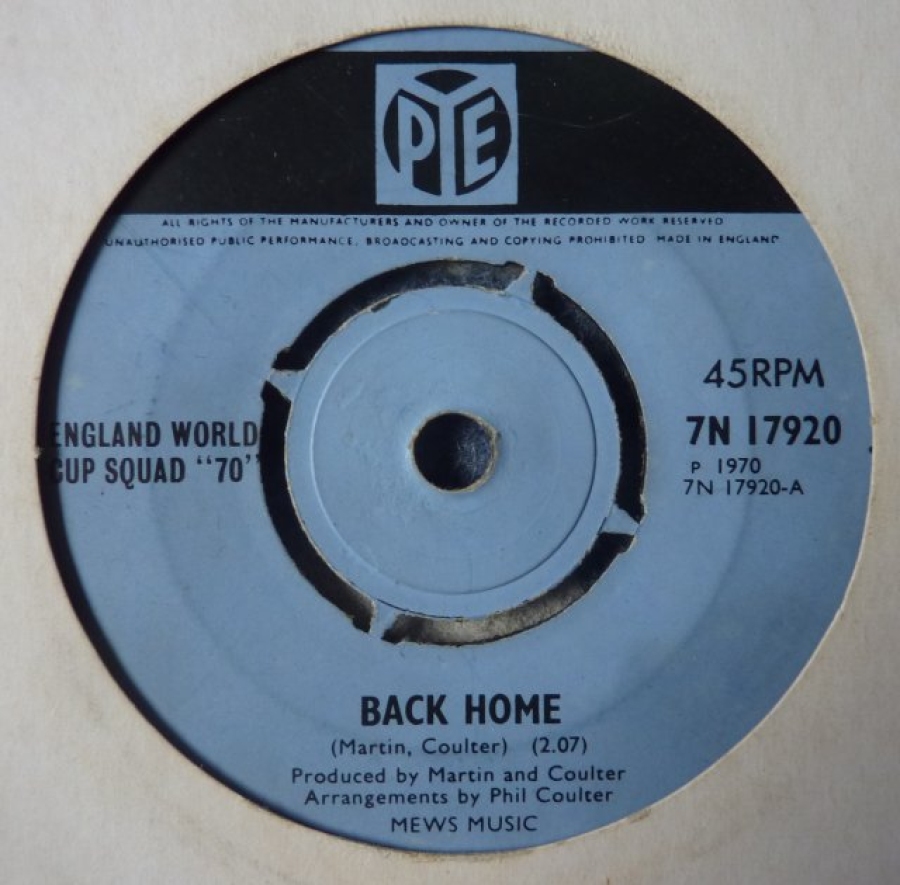 PYE
ALL RIGHTS OF THE MANUFACTURERS AND OWNER OF THE RECORDED WORK RESERVED
UNAUTHORISED PUBLIC PERFORMANCE, BROADCASTING AND COPYING PROHIBITED MADE IN ENGLAND
45RPM
7N 17920
P 1970
7N 17920-A
ENGLAND WORLD
CUP SQUAD "70"
BACK HOME
(Martin, Coulter) (2.07)
Produced by Martin and Coulter
Arrangements by Phil Coulter
MEWS MUSIC